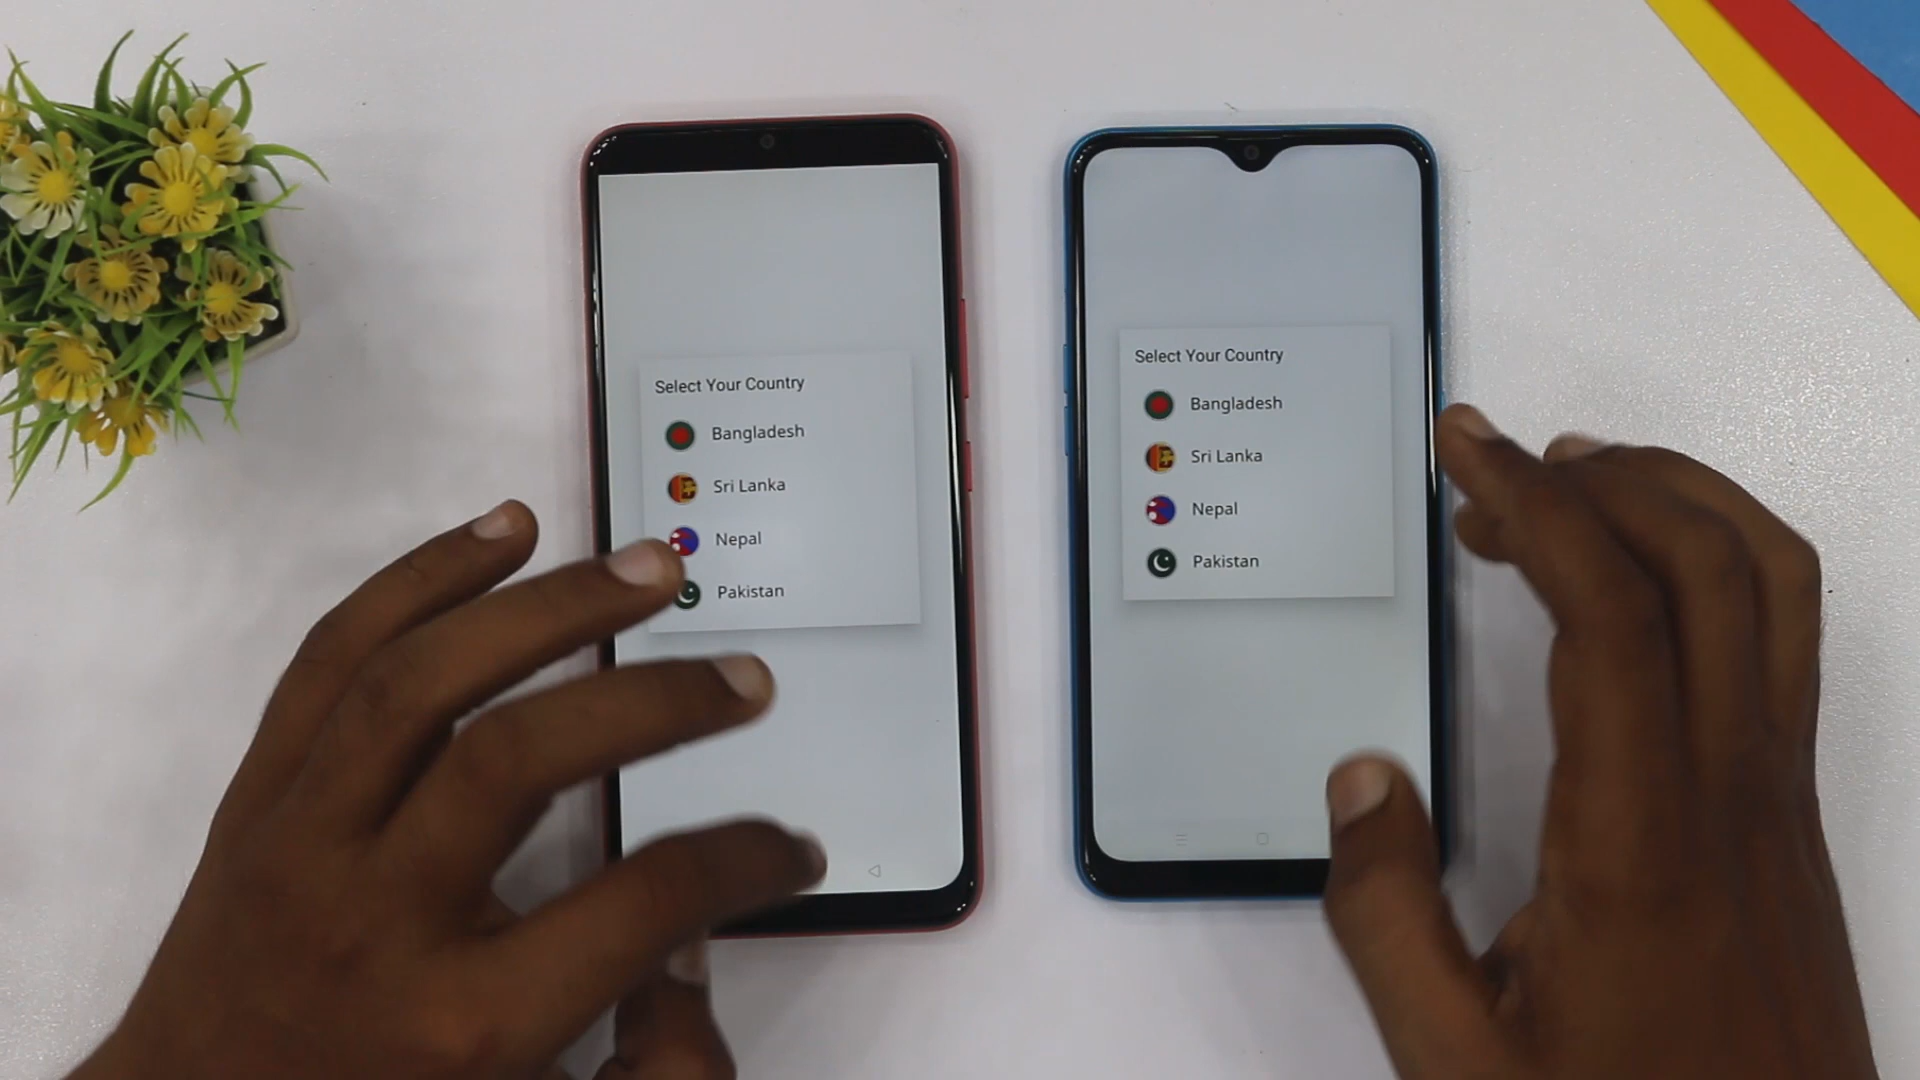 Select Your Country
Bangladesh
Sri Lanka
Nepal
Pakistan
Select Your Country
Bangladesh
Sri Lanka
Nepal
Pakistan